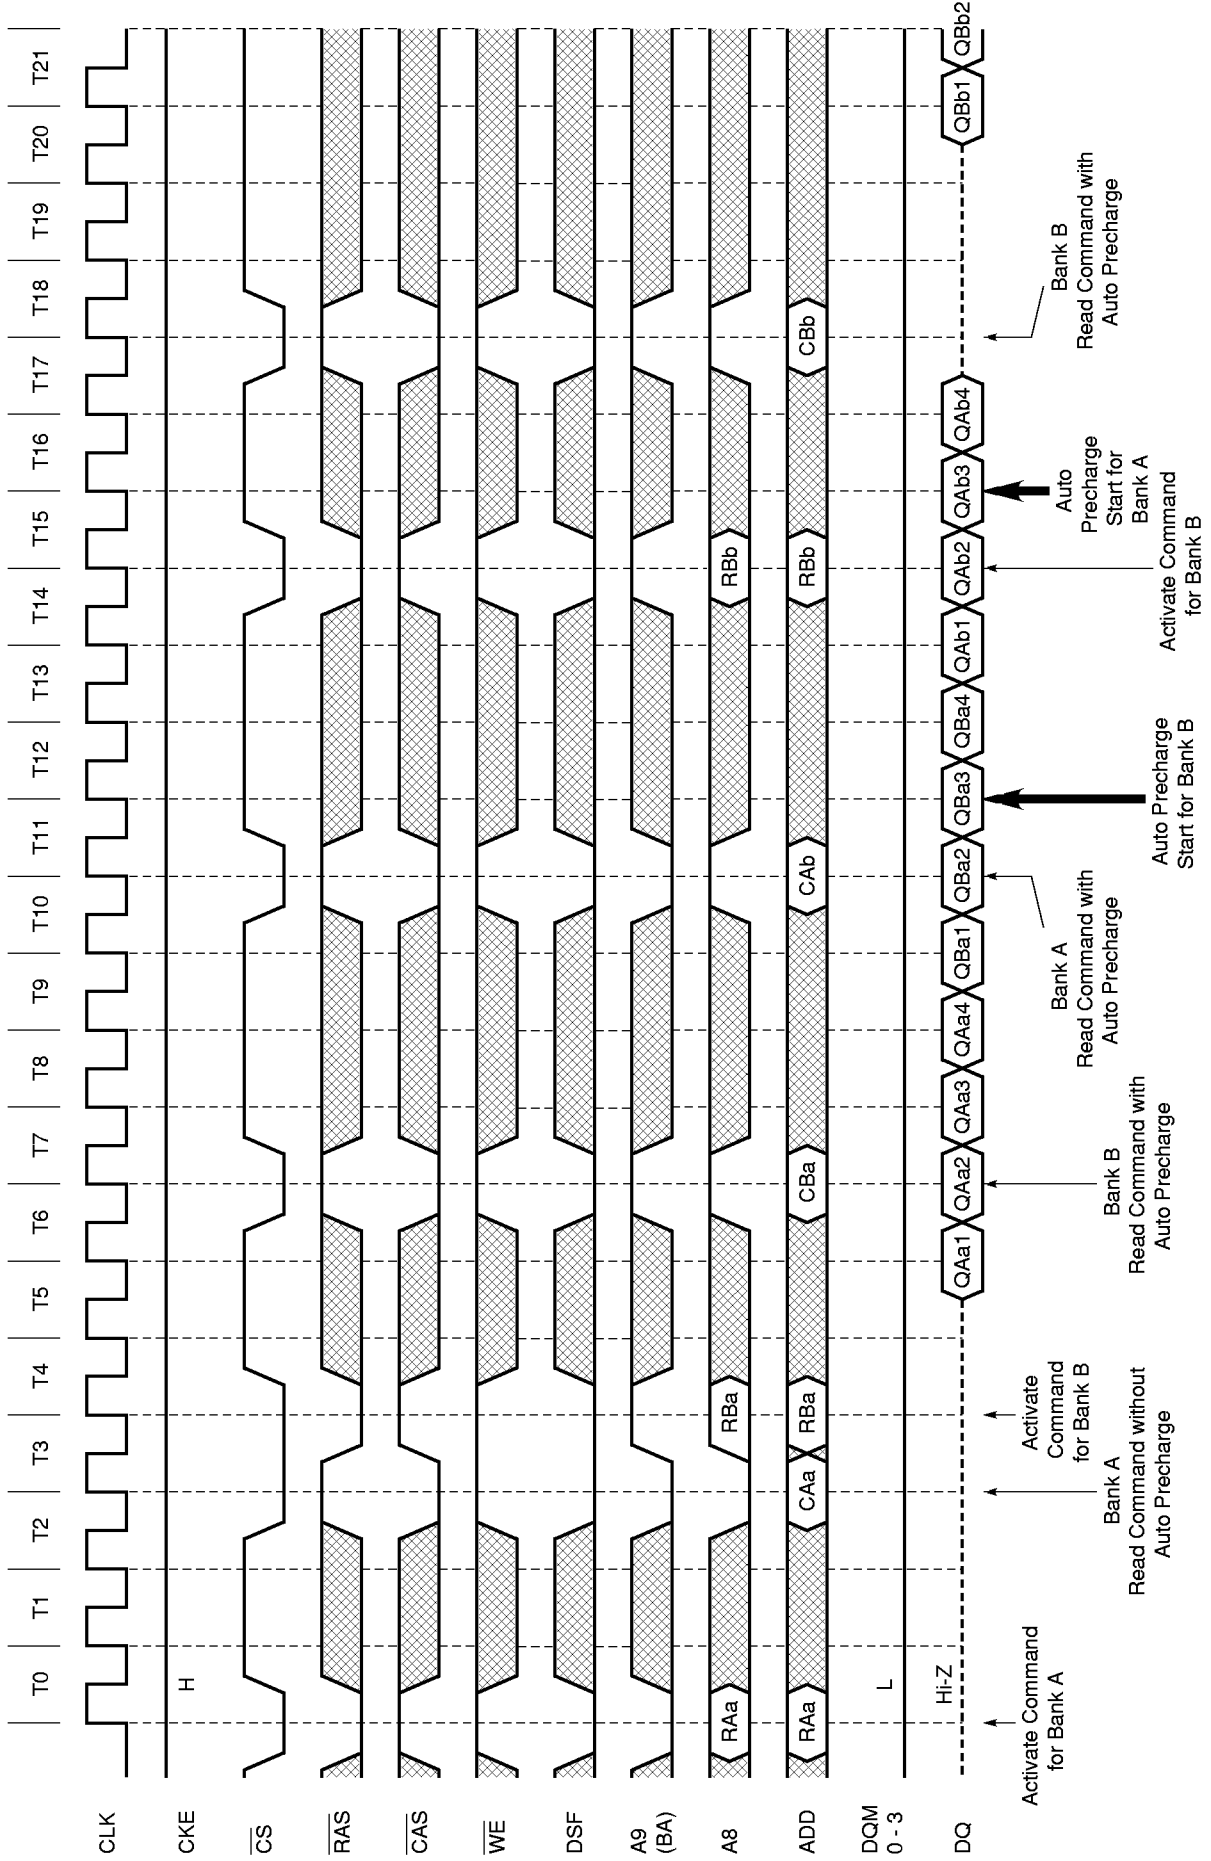 T0 T1 T2 T3 T4 T5 T6 T7 T8 T9 T10 T11 T12 T13 T14 T15 T16 T17 T18 T19 T20 T21
CLK
CKE H
CS
RAS
CAS
WE
DSF
A9
(BA)
A8 RAa RBa RBb
ADD RAa CAa RBa CBa CAb RBb CBb
DQM
0 - 3
L
DQ Hi-Z QAa1 QAa2 QAa3 QAa4 QBa1 QBa2 QBa3 QBa4 QAb1 QAb2 QAb3 QAb4 QBb1 QBb2
Activate Command
for Bank A
Bank A
Read Command without
Auto Precharge
Activate
Command
for Bank B
Bank B
Read Command with
Auto Precharge
Bank A
Read Command with
Auto Precharge
Auto Precharge
Start for Bank B
Activate Command
for Bank B
Auto
Precharge
Start for
Bank A
Bank B
Read Command with
Auto Precharge